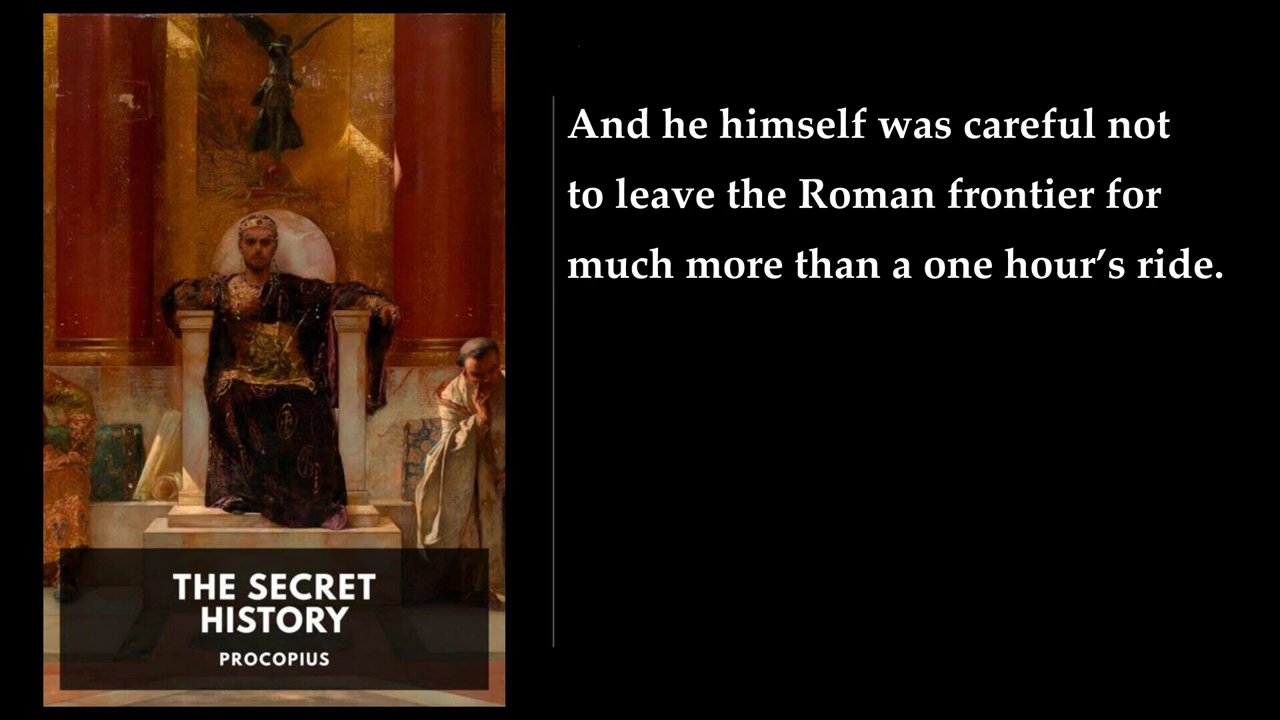 And he himself was careful not
to leave the Roman frontier for
much more than a one hour’s ride.
THE SECRET
HISTORY
PROCOPIUS